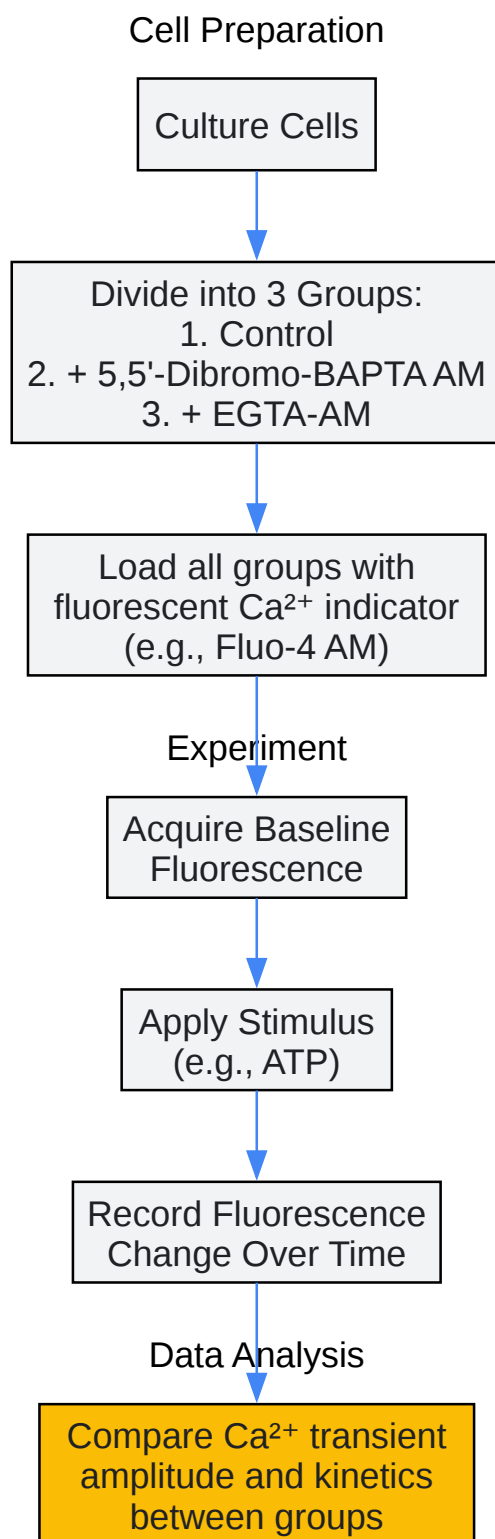 Cell Preparation
Culture Cells
Divide into 3 Groups:
1. Control
2. + 5,5'-Dibromo-BAPTA AM
3. + EGTA-AM
Load all groups with
fluorescent Ca²⁺ indicator
(e.g., Fluo-4 AM)
Experiment
Acquire Baseline
Fluorescence
Apply Stimulus
(e.g., ATP)
Record Fluorescence
Change Over Time
Data Analysis
Compare Ca²⁺ transient
amplitude and kinetics
between groups